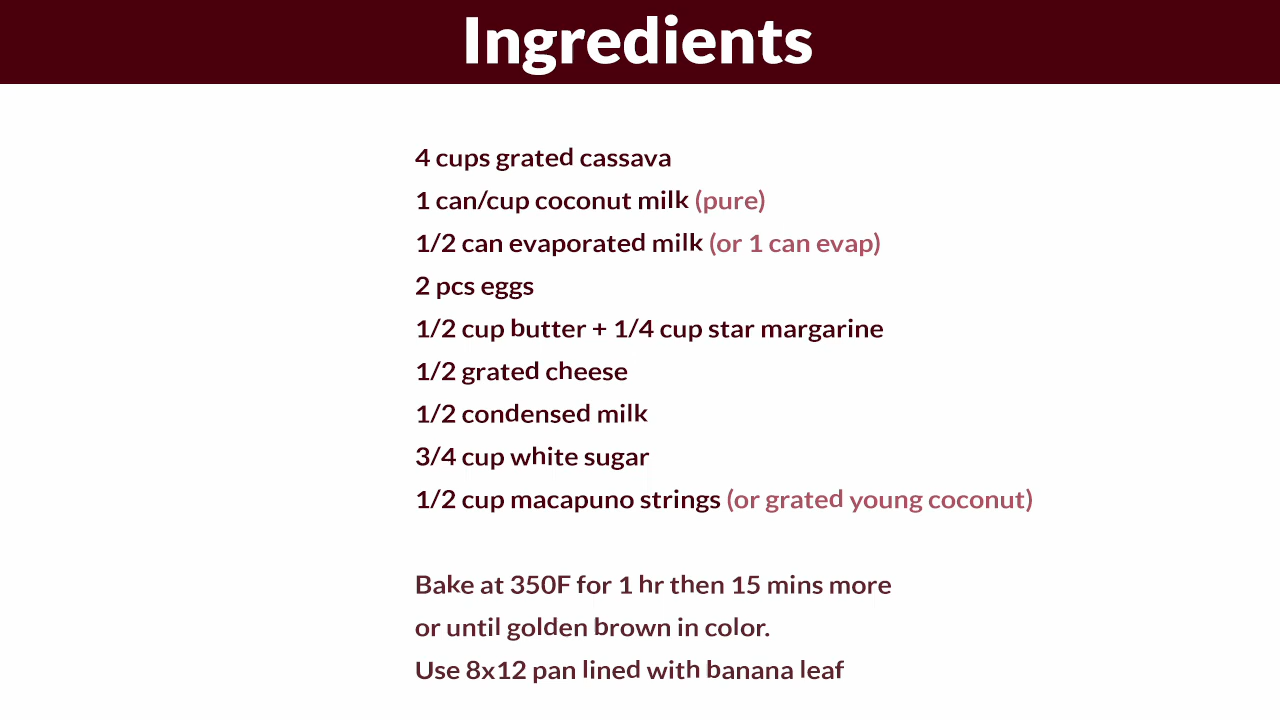 Ingredients
4 cups grated cassava
1 can/cup coconut milk (pure)
1/2 can evaporated milk (or 1 can evap)
2 pcs eggs
1/2 cup butter + 1/4 cup star margarine
1/2 grated cheese
1/2 condensed milk
3/4 cup white sugar
1/2 cup macapuno strings (or grated young coconut)
Bake at 350F for 1 hr then 15 mins more
or until golden brown in color.
Use 8x12 pan lined with banana leaf